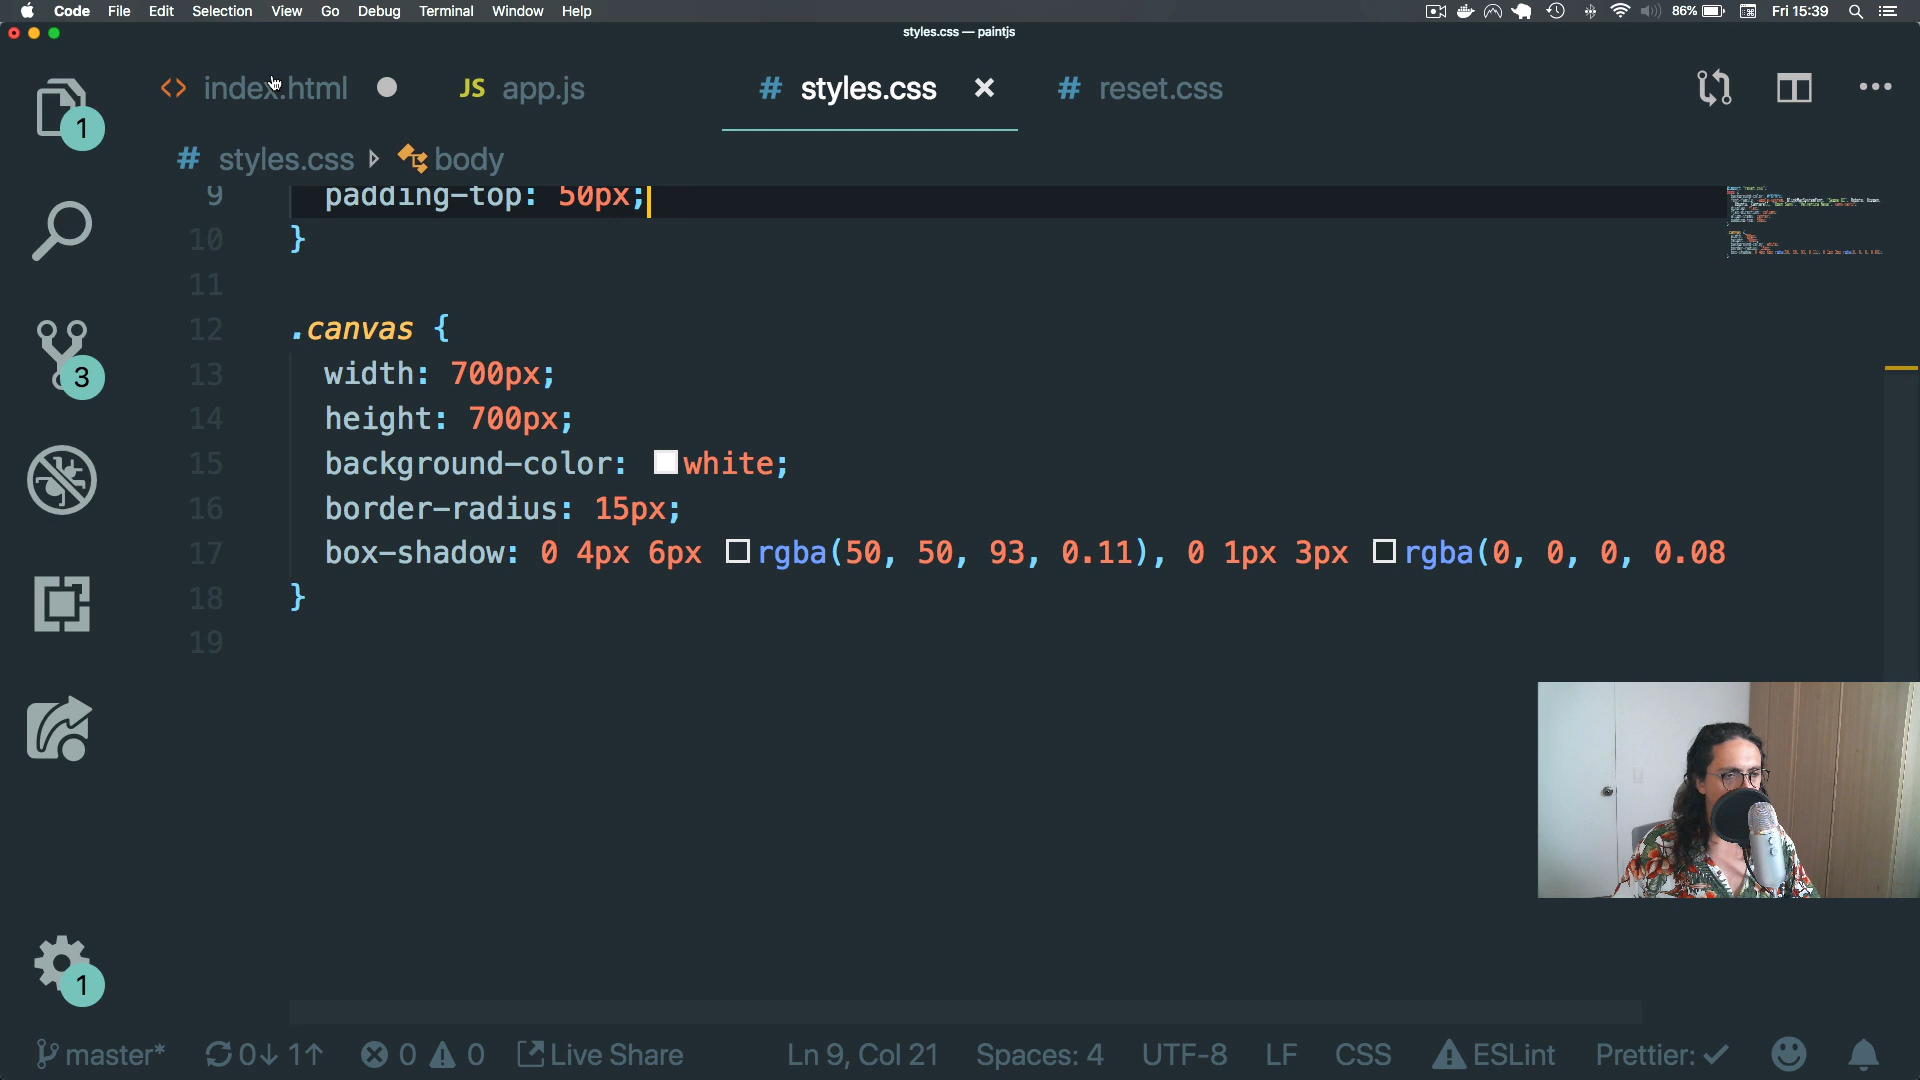 Code File Edit Selection View Go Debug Terminal Window Help 86% Fri 15:39
styles.css — paintjs
1
index.html JS app.js # styles.css × # reset.css
# styles.css body
9 padding-top: 50px;
10 }
11
12 .canvas {
13 width: 700px;
3
14 height: 700px;
15 background-color: white;
16 border-radius: 15px;
17 box-shadow: 0 4px 6px rgba(50, 50, 93, 0.11), 0 1px 3px rgba(0, 0, 0, 0.08
18 }
19
1
master* 0↓ 1↑ 0 0 Live Share Ln 9, Col 21 Spaces: 4 UTF-8 LF CSS ESLint Prettier: ✓